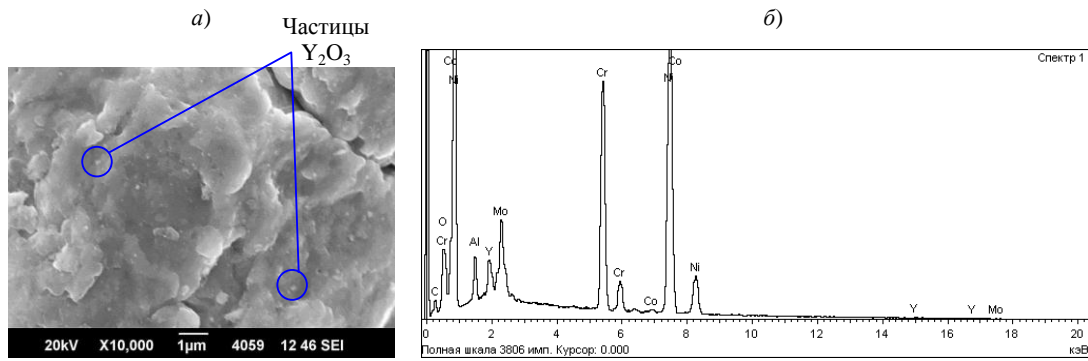 а)
Частицы
Y₂O₃
20kV X10,000 1µm 4059 12 46 SEI
б)
Спектр 1
Co
Ni
Co
Ni
Cr
O
Cr
C
Al
Y
Mo
Cr
Co
Ni
Y
Y
Mo
0 2 4 6 8 10 12 14 16 18 20
Полная шкала 3806 имп. Курсор: 0.000
кэВ